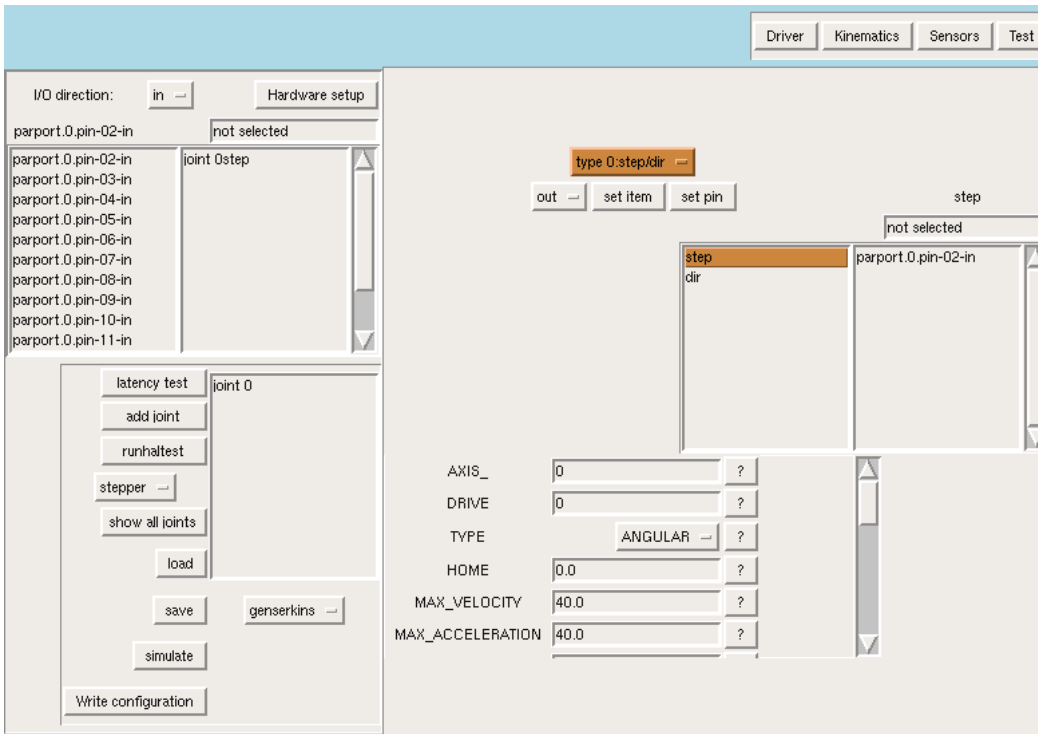 Driver Kinematics Sensors Test
I/O direction: in Hardware setup
parport.0.pin-02-in not selected
parport.0.pin-02-in joint 0step
parport.0.pin-03-in
parport.0.pin-04-in
parport.0.pin-05-in
parport.0.pin-06-in
parport.0.pin-07-in
parport.0.pin-08-in
parport.0.pin-09-in
parport.0.pin-10-in
parport.0.pin-11-in
type 0:step/dir
out set item set pin step
not selected
step parport.0.pin-02-in
dir
latency test joint 0
add joint
runhaltest
stepper
show all joints
load
save genserkins
simulate
Write configuration
AXIS_ 0 ?
DRIVE 0 ?
TYPE ANGULAR ?
HOME 0.0 ?
MAX_VELOCITY 40.0 ?
MAX_ACCELERATION 40.0 ?